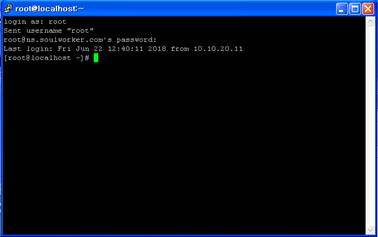 root@localhost:~
login as: root
Sent username "root"
root@ns.soulworker.com's password:
Last login: Fri Jun 22 12:40:11 2018 from 10.10.20.11
[root@localhost ~]#